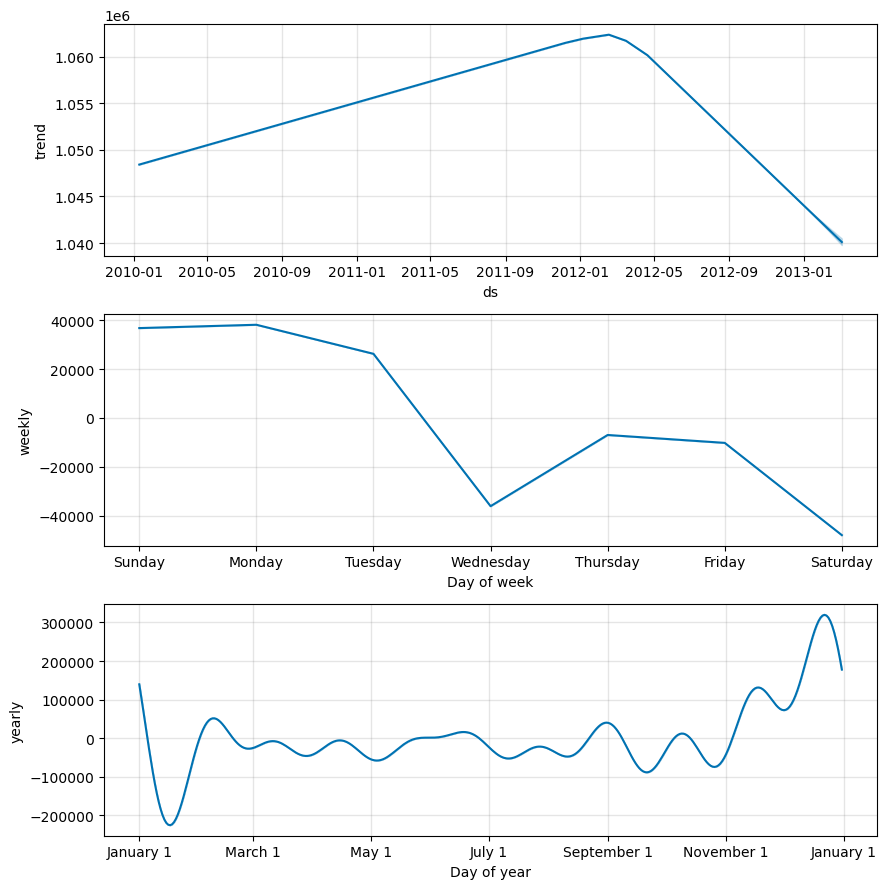 1e6
1.060
1.055
1.050
1.045
1.040
trend
2010-01 2010-05 2010-09 2011-01 2011-05 2011-09 2012-01 2012-05 2012-09 2013-01
ds
40000
20000
0
−20000
−40000
weekly
Sunday Monday Tuesday Wednesday Thursday Friday Saturday
Day of week
300000
200000
100000
0
−100000
−200000
yearly
January 1 March 1 May 1 July 1 September 1 November 1 January 1
Day of year